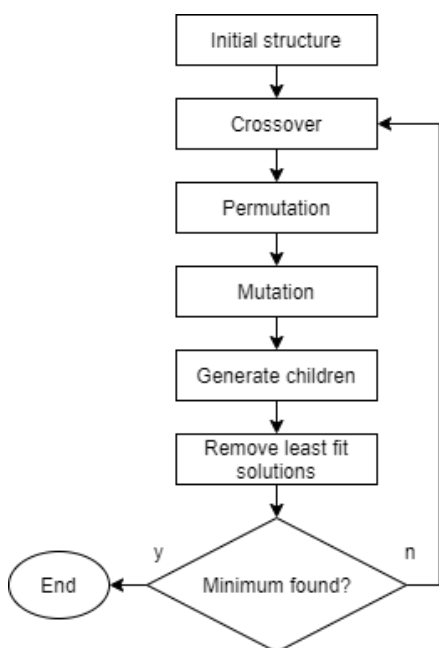 Initial structure
Crossover
Permutation
Mutation
Generate children
Remove least fit
solutions
y
n
End
Minimum found?